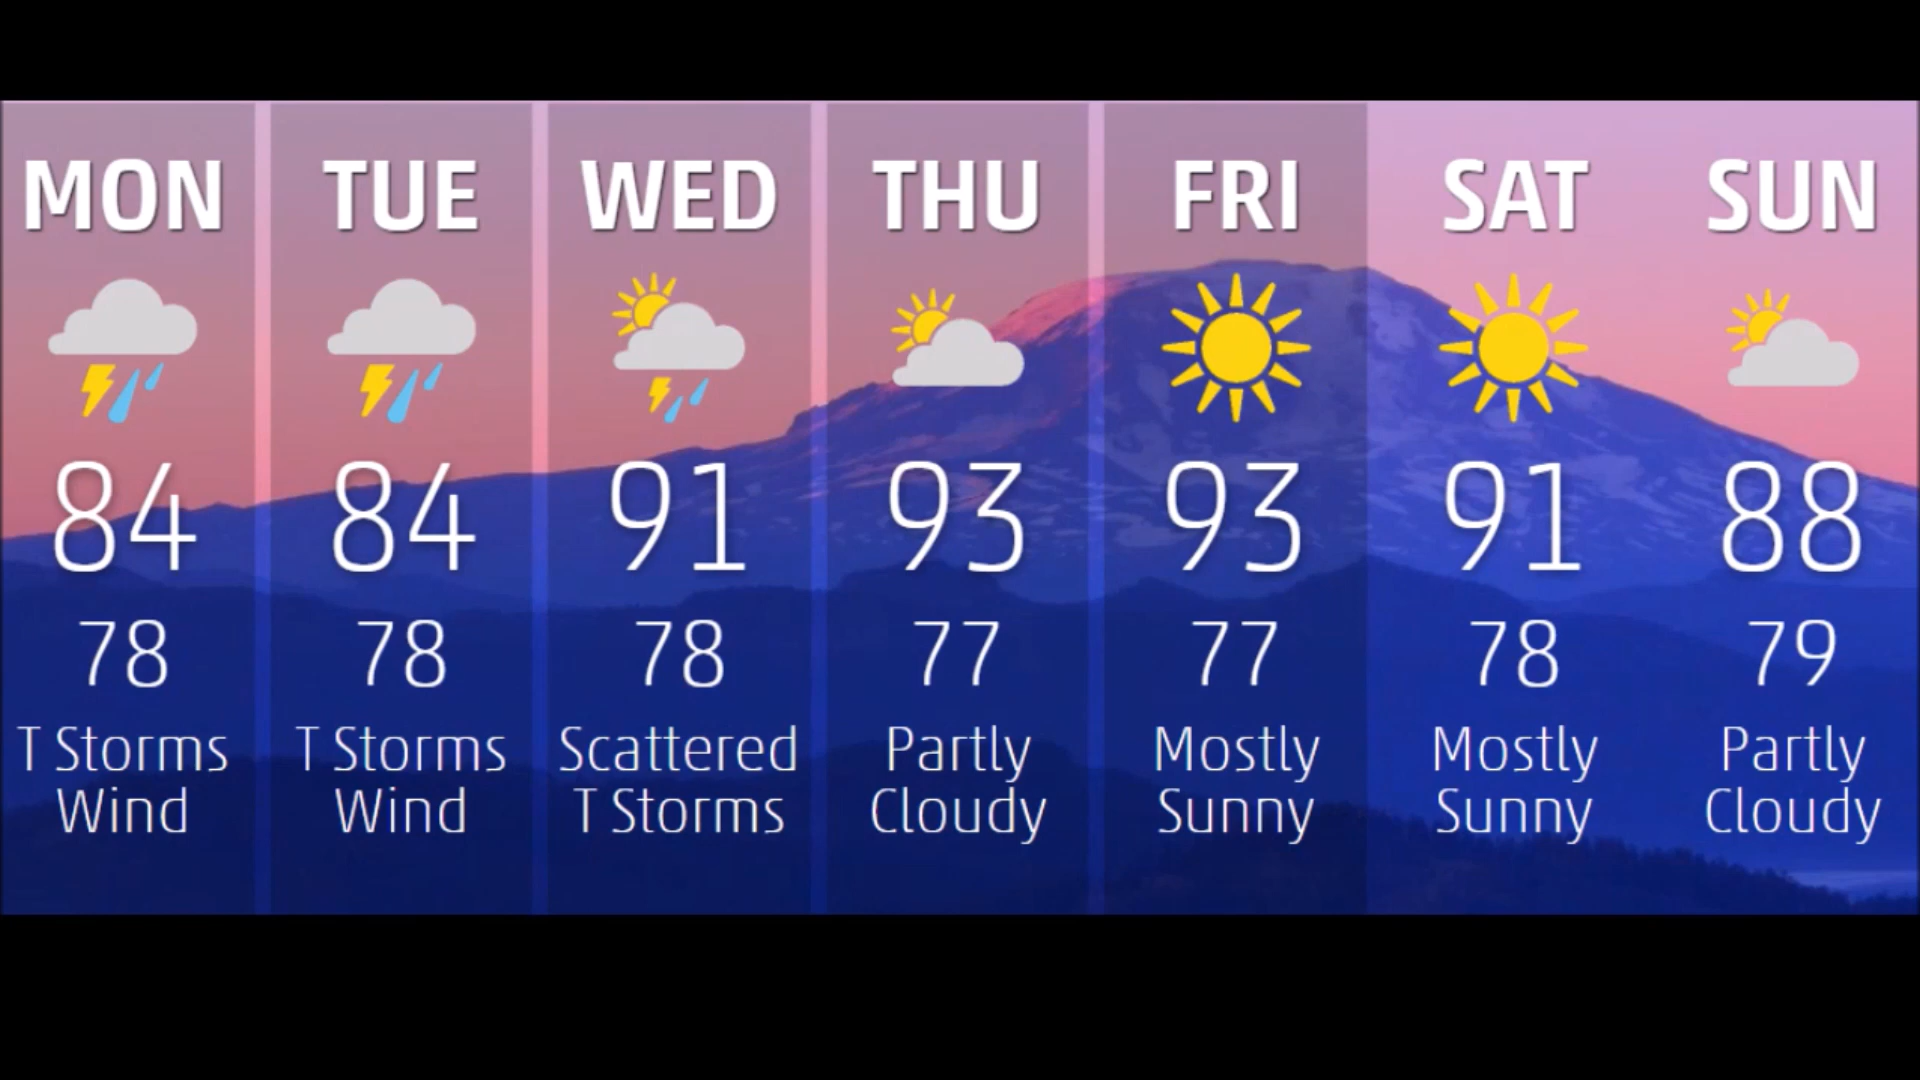 MON TUE WED THU FRI SAT SUN
84 84 91 93 93 91 88
78 78 78 77 77 78 79
T Storms T Storms Scattered Partly Mostly Mostly Partly
Wind Wind T Storms Cloudy Sunny Sunny Cloudy